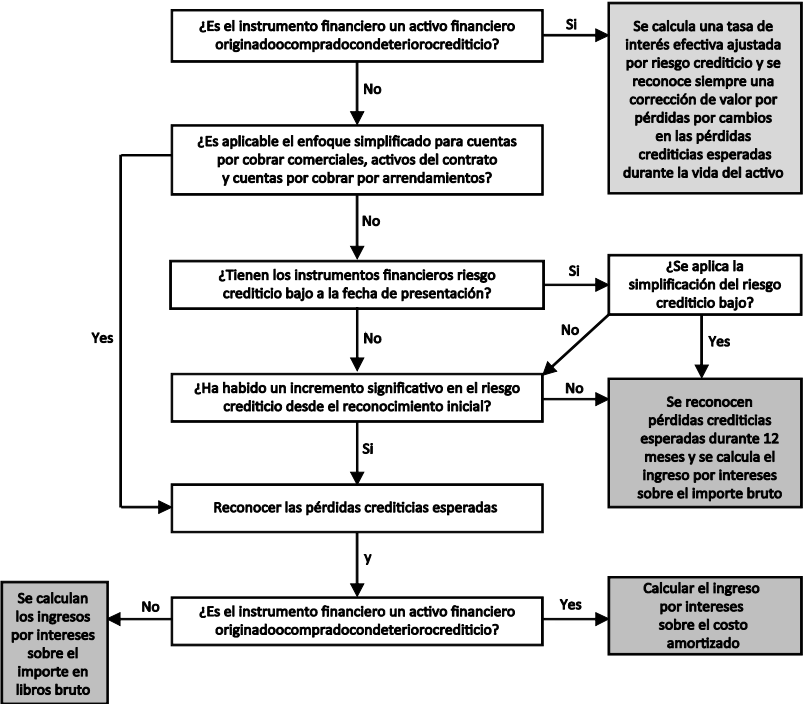 ¿Es el instrumento financiero un activo financiero
originadoocompradocondeteriorocrediticio?
Si
Se calcula una tasa de
interés efectiva ajustada
por riesgo crediticio y se
reconoce siempre una
corrección de valor por
pérdidas por cambios
en las pérdidas
crediticias esperadas
durante la vida del activo
No
¿Es aplicable el enfoque simplificado para cuentas
por cobrar comerciales, activos del contrato
y cuentas por cobrar por arrendamientos?
No
¿Tienen los instrumentos financieros riesgo
crediticio bajo a la fecha de presentación?
Si
¿Se aplica la
simplificación del riesgo
crediticio bajo?
Yes
No
No
Yes
¿Ha habido un incremento significativo en el riesgo
crediticio desde el reconocimiento inicial?
No
Se reconocen
pérdidas crediticias
esperadas durante 12
meses y se calcula el
ingreso por intereses
sobre el importe bruto
Si
Reconocer las pérdidas crediticias esperadas
y
Se calculan
los ingresos
por intereses
sobre el
importe en
libros bruto
No
¿Es el instrumento financiero un activo financiero
originadoocompradocondeteriorocrediticio?
Yes
Calcular el ingreso
por intereses
sobre el costo
amortizado